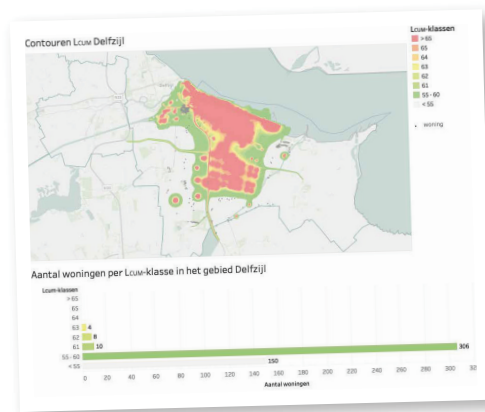 Contouren Lcum Delfzijl
Lcum-klassen
> 65
65
64
63
62
61
55 - 60
< 55
woning
Aantal woningen per Lcum-klasse in het gebied Delfzijl
Lcum-klassen
> 65
65
64
63 4
62 8
61 10
55 - 60 306
< 55 150
0 20 40 60 80 100 120 140 160 180 200 220 240 260 280 300 32
Aantal woningen